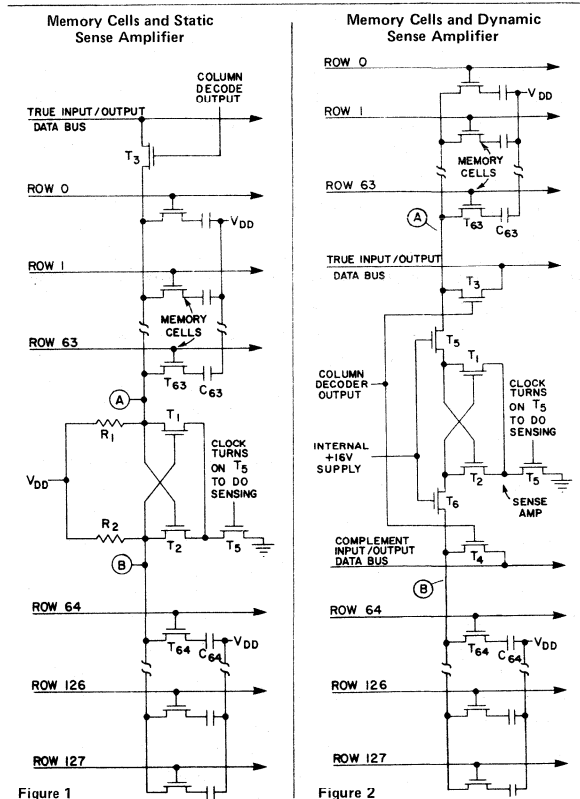 Memory Cells and Static
Sense Amplifier
COLUMN
DECODE
OUTPUT
TRUE INPUT/OUTPUT
DATA BUS
T3
ROW 0
VDD
ROW 1
MEMORY
CELLS
ROW 63
T63
C63
A
R1
T1
CLOCK
TURNS
ON T5
TO DO
SENSING
VDD
R2
T2
T5
B
ROW 64
T64
C64
VDD
ROW 126
ROW 127
Figure 1
Memory Cells and Dynamic
Sense Amplifier
ROW 0
VDD
ROW 1
MEMORY
CELLS
ROW 63
T63
C63
A
TRUE INPUT/OUTPUT
DATA BUS
T3
T5
T1
COLUMN
DECODER
OUTPUT
CLOCK
TURNS
ON T5
TO DO
SENSING
INTERNAL
+16V
SUPPLY
T2
T5
T6
SENSE
AMP
COMPLEMENT
INPUT/OUTPUT
DATA BUS
T4
B
ROW 64
T64
C64
VDD
ROW 126
ROW 127
Figure 2